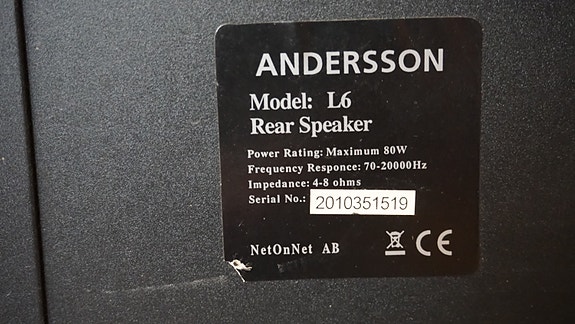 ANDERSSON
Model: L6
Rear Speaker
Power Rating: Maximum 80W
Frequency Responce: 70-20000Hz
Impedance: 4-8 ohms
Serial No.: 2010351519
NetOnNet AB CE